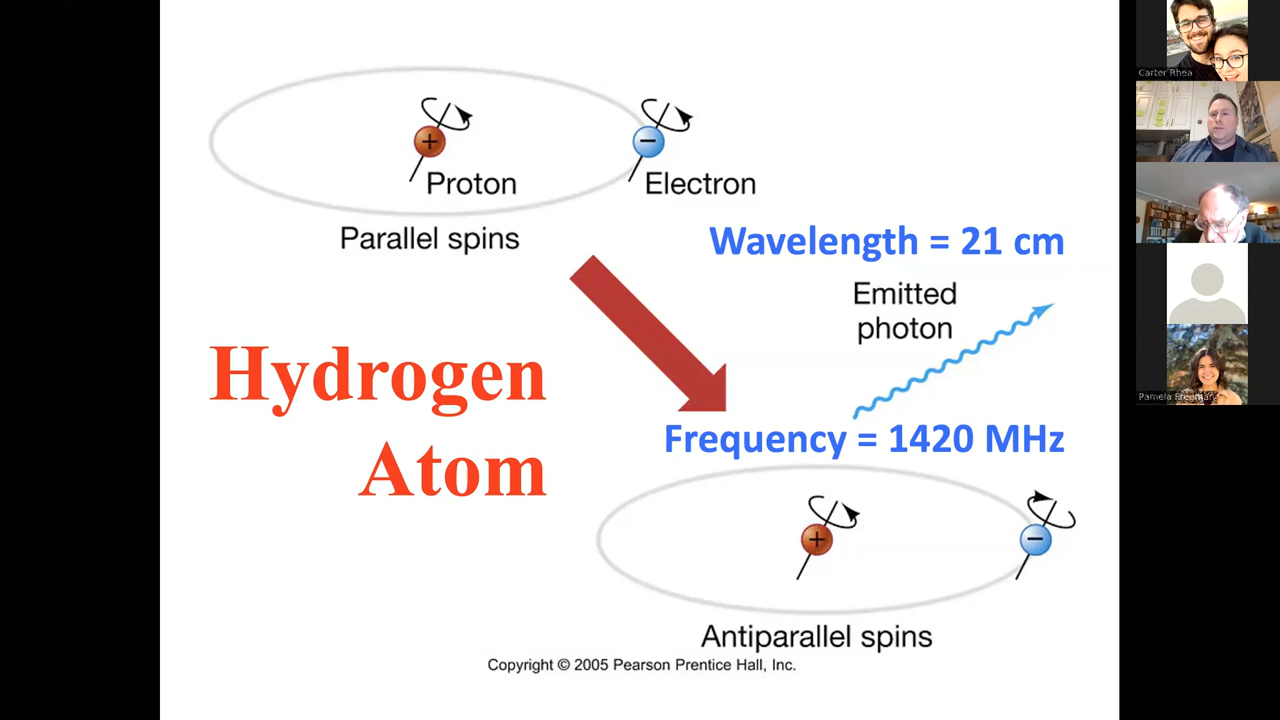 +
−
Proton
Electron
Parallel spins
Wavelength = 21 cm
Emitted
photon
Hydrogen
Atom
Frequency = 1420 MHz
+
−
Antiparallel spins
Copyright © 2005 Pearson Prentice Hall, Inc.
Carter Rhea
Pamela Freeman